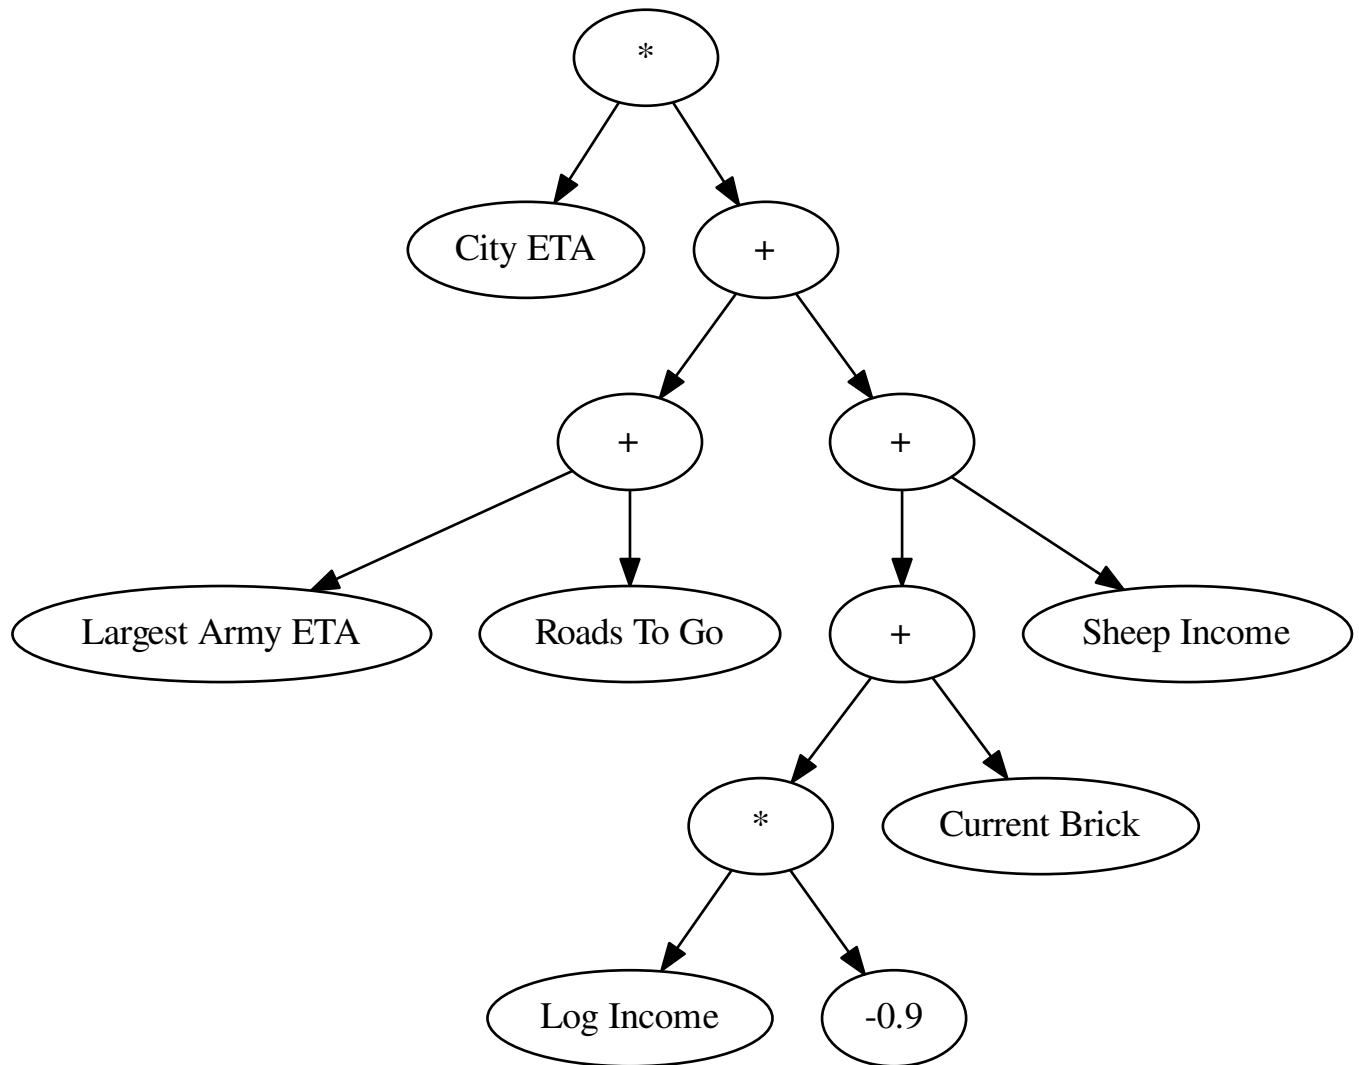 *
City ETA
+
+
+
Largest Army ETA
Roads To Go
+
Sheep Income
*
Current Brick
Log Income
-0.9